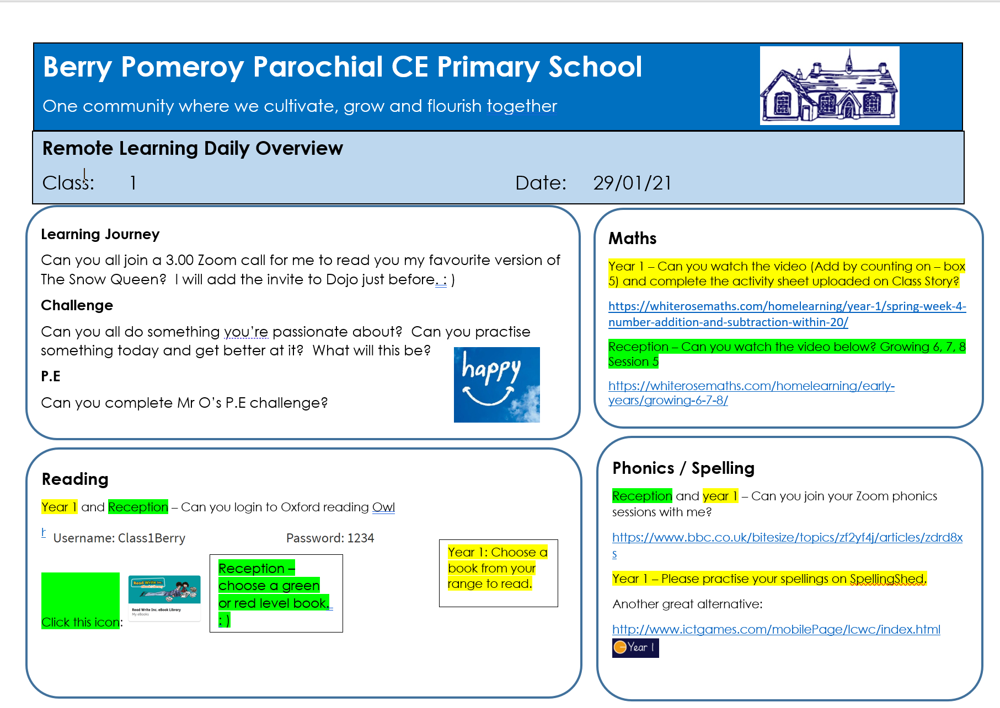 Berry Pomeroy Parochial CE Primary School
One community where we cultivate, grow and flourish together
Remote Learning Daily Overview
Class: 1 Date: 29/01/21
Learning Journey
Can you all join a 3.00 Zoom call for me to read you my favourite version of
The Snow Queen? I will add the invite to Dojo just before. : )
Challenge
Can you all do something you're passionate about? Can you practise
something today and get better at it? What will this be?
happy
P.E
Can you complete Mr O's P.E challenge?
Maths
Year 1 – Can you watch the video (Add by counting on – box
5) and complete the activity sheet uploaded on Class Story?
https://whiterosemaths.com/homelearning/year-1/spring-week-4-
number-addition-and-subtraction-within-20/
Reception – Can you watch the video below? Growing 6, 7, 8
Session 5
https://whiterosemaths.com/homelearning/early-
years/growing-6-7-8/
Reading
Year 1 and Reception – Can you login to Oxford reading Owl
h
Username: Class1Berry Password: 1234
Click this icon:
Read Write Inc.
eBook Library
Read Write Inc. eBook Library
My eBooks
Reception –
choose a green
or red level book.
: )
Year 1: Choose a
book from your
range to read.
Phonics / Spelling
Reception and year 1 – Can you join your Zoom phonics
sessions with me?
https://www.bbc.co.uk/bitesize/topics/zf2yf4j/articles/zdrd8x
s
Year 1 – Please practise your spellings on SpellingShed.
Another great alternative:
http://www.ictgames.com/mobilePage/lcwc/index.html
Year 1